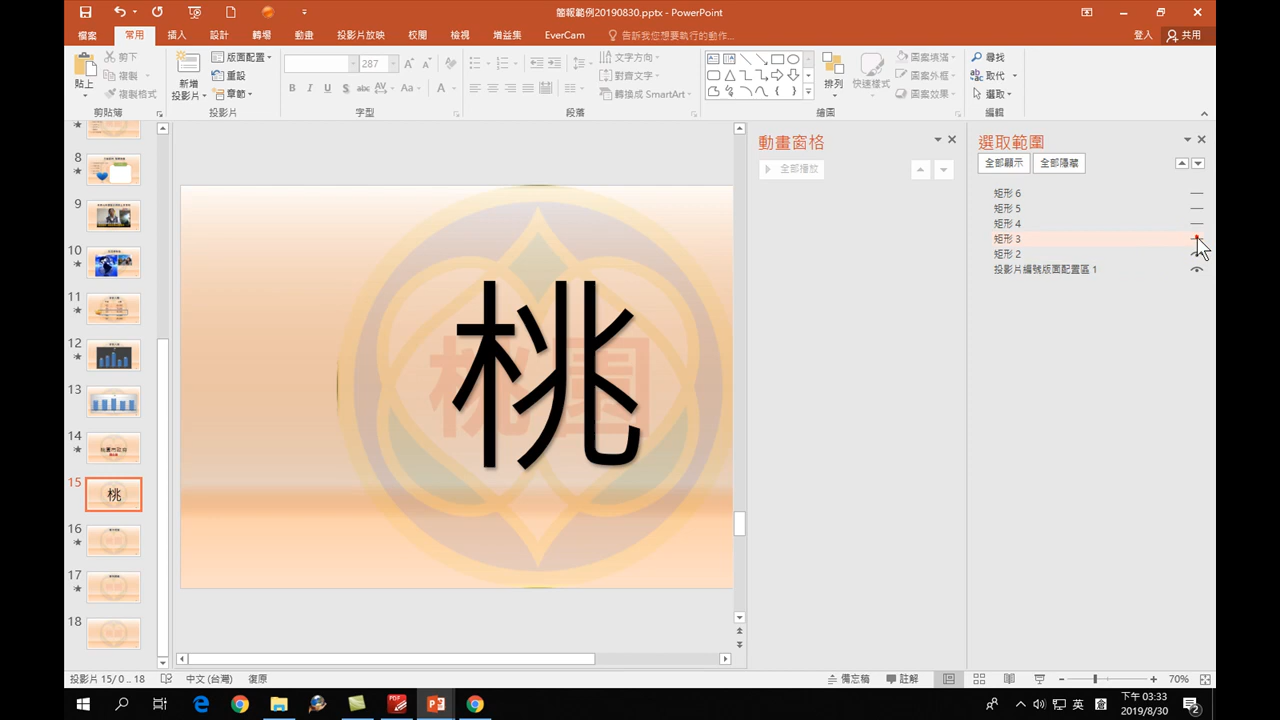 簡報範例20190830.pptx - PowerPoint
檔案 常用 插入 設計 轉場 動畫 投影片放映 校閱 檢視 增益集 EverCam 告訴我您想要執行的動作... 登入 共用
貼上 剪下 複製 複製格式 新增 投影片 版面配置 重設 章節 287 文字方向 對齊文字 轉換成 SmartArt 排列 快速樣式 圖案填滿 圖案外框 圖案效果 尋找 取代 選取
剪貼簿 投影片 字型 段落 繪圖 編輯
動畫窗格
全部播放
選取範圍
全部顯示 全部隱藏
矩形 6
矩形 5
矩形 4
矩形 3
矩形 2
投影片編號版面配置區 1
8
9
10
11
12
13
14
15 桃
16
17
18
桃
桃園
投影片 15/ 0 .. 18 中文 (台灣) 復原 備忘稿 註解 70%
英 下午 03:33
2019/8/30 2